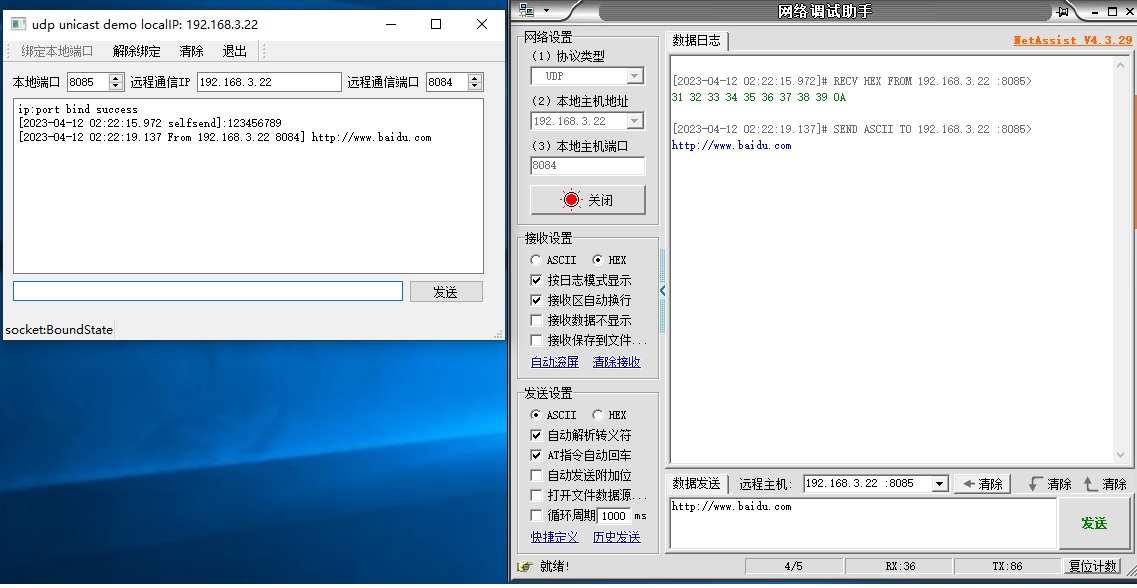 udp unicast demo localIP: 192.168.3.22
绑定本地端口 解除绑定 清除 退出
本地端口 8085 远程通信IP 192.168.3.22 远程通信端口 8084
ip:port bind success
[2023-04-12 02:22:15.972 selfsend]:123456789
[2023-04-12 02:22:19.137 From 192.168.3.22 8084] http://www.baidu.com
发送
socket:BoundState
网络调试助手
网络设置
(1) 协议类型
UDP
(2) 本地主机地址
192.168.3.22
(3) 本地主机端口
8084
关闭
接收设置
ASCII HEX
按日志模式显示
接收区自动换行
接收数据不显示
接收保存到文件...
自动滚屏 清除接收
发送设置
ASCII HEX
自动解析转义符
AT指令自动回车
自动发送附加位
打开文件数据源...
循环周期 1000 ms
快捷定义 历史发送
数据日志 NetAssist V4.3.29
[2023-04-12 02:22:15.972]# RECV HEX FROM 192.168.3.22 :8085>
31 32 33 34 35 36 37 38 39 0A
[2023-04-12 02:22:19.137]# SEND ASCII TO 192.168.3.22 :8085>
http://www.baidu.com
数据发送 远程主机: 192.168.3.22 :8085 清除 清除 清除
http://www.baidu.com
发送
就绪! 4/5 RX:36 TX:86 复位计数